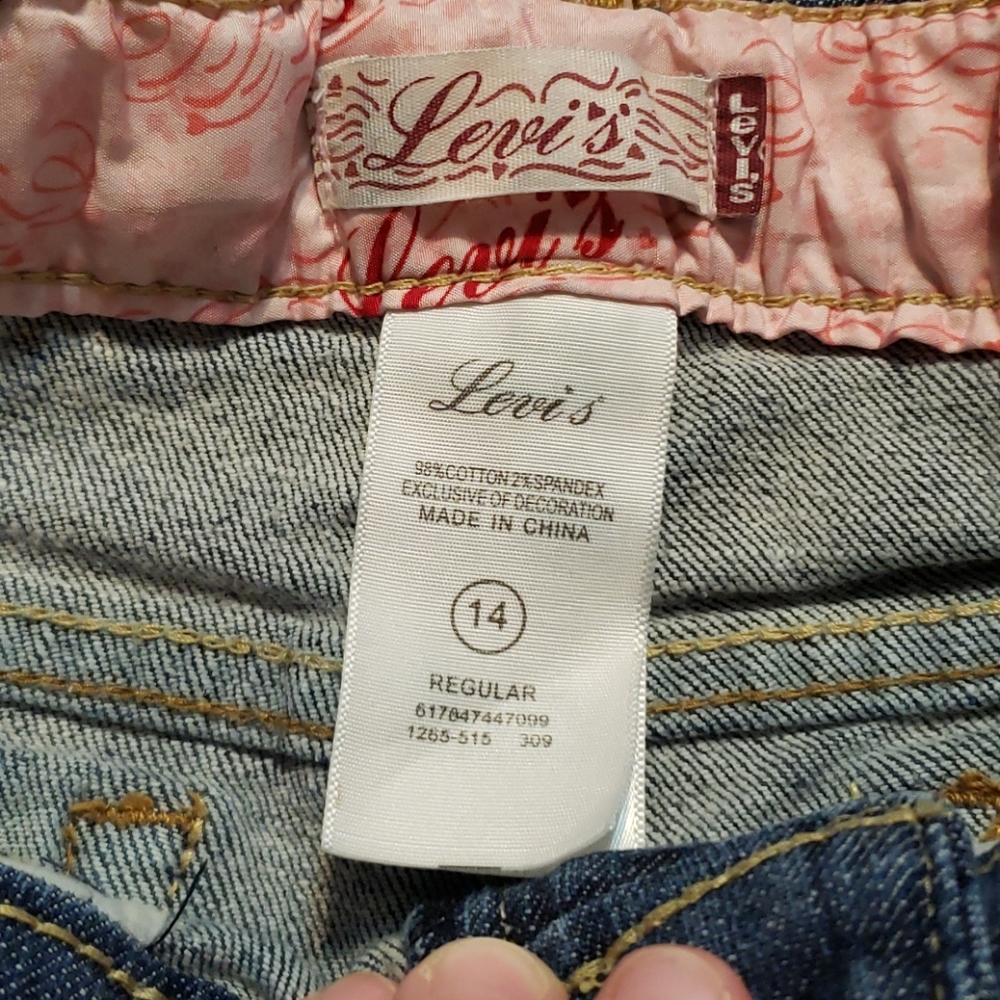 Levi's
LEVI'S
Levi's
Levi's
98%COTTON 2%SPANDEX
EXCLUSIVE OF DECORATION
MADE IN CHINA
14
REGULAR
617847447099
1265-515 309